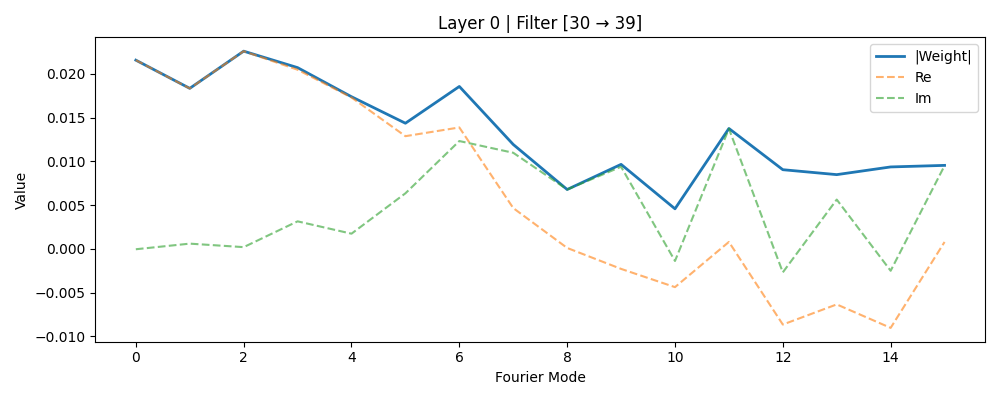 Layer 0 | Filter [30 → 39]
|Weight|
Re
Im
0.020
0.015
0.010
0.005
0.000
−0.005
−0.010
Value
0 2 4 6 8 10 12 14
Fourier Mode